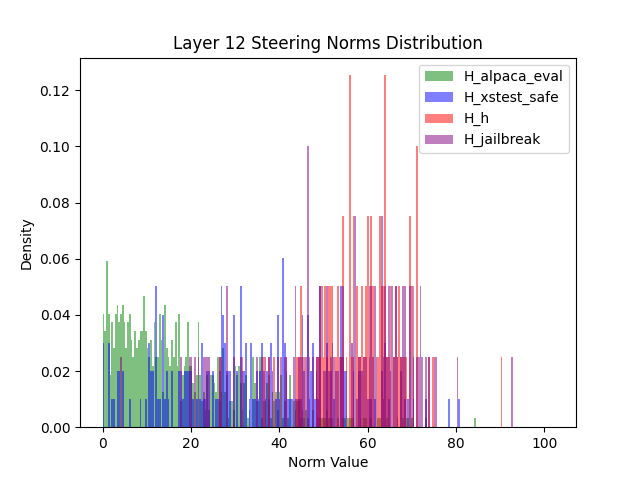 Layer 12 Steering Norms Distribution
H_alpaca_eval
H_xstest_safe
H_h
H_jailbreak
Density
0.12
0.10
0.08
0.06
0.04
0.02
0.00
0 20 40 60 80 100
Norm Value